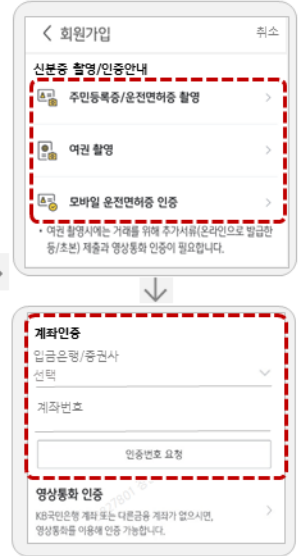 회원가입
취소
신분증 촬영/인증안내
주민등록증/운전면허증 촬영
여권 촬영
모바일 운전면허증 인증
• 여권 촬영시에는 거래를 위해 추가서류(온라인으로 발급한
등/초본) 제출과 영상통화 인증이 필요합니다.
계좌인증
입금은행/증권사
선택
계좌번호
인증번호 요청
영상통화 인증
KB국민은행 계좌 또는 다른금융 계좌가 없으시면,
영상통화를 이용해 인증 가능합니다.